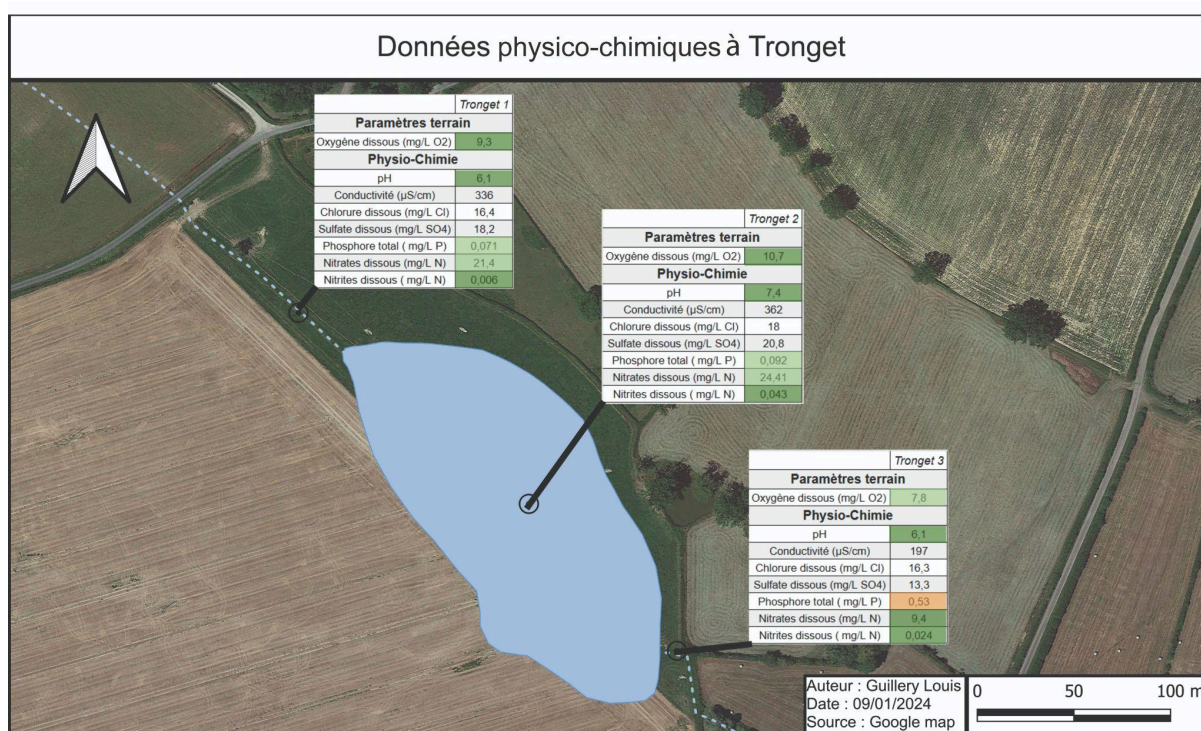 Données physico-chimiques à Tronget
Tronget 1
Paramètres terrain
Oxygène dissous (mg/L O2) 9,3
Physio-Chimie
pH 6,1
Conductivité (µS/cm) 336
Chlorure dissous (mg/L Cl) 16,4
Sulfate dissous (mg/L SO4) 18,2
Phosphore total ( mg/L P) 0,071
Nitrates dissous (mg/L N) 21,4
Nitrites dissous ( mg/L N) 0,006
Tronget 2
Paramètres terrain
Oxygène dissous (mg/L O2) 10,7
Physio-Chimie
pH 7,4
Conductivité (µS/cm) 362
Chlorure dissous (mg/L Cl) 18
Sulfate dissous (mg/L SO4) 20,8
Phosphore total ( mg/L P) 0,092
Nitrates dissous (mg/L N) 24,41
Nitrites dissous ( mg/L N) 0,043
Tronget 3
Paramètres terrain
Oxygène dissous (mg/L O2) 7,8
Physio-Chimie
pH 6,1
Conductivité (µS/cm) 197
Chlorure dissous (mg/L Cl) 16,3
Sulfate dissous (mg/L SO4) 13,3
Phosphore total ( mg/L P) 0,53
Nitrates dissous (mg/L N) 9,4
Nitrites dissous ( mg/L N) 0,024
Auteur : Guillery Louis
Date : 09/01/2024
Source : Google map
0 50 100 m